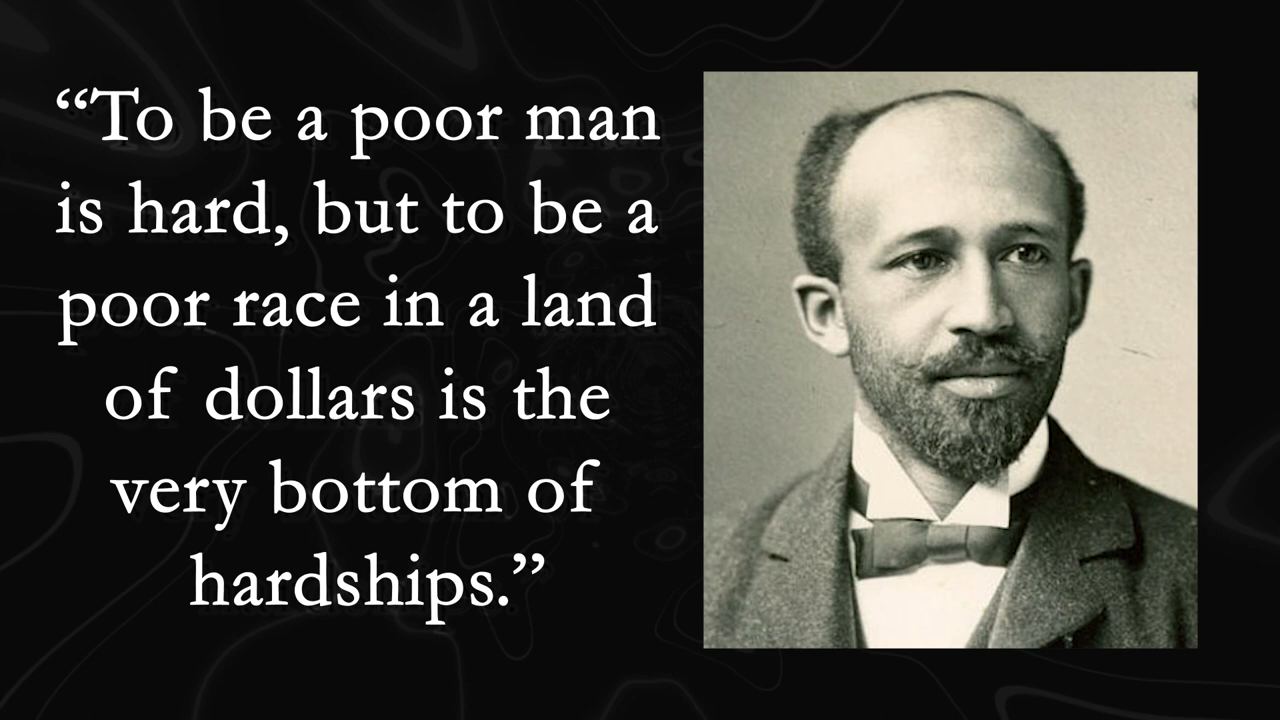 “To be a poor man
is hard, but to be a
poor race in a land
of dollars is the
very bottom of
hardships.”